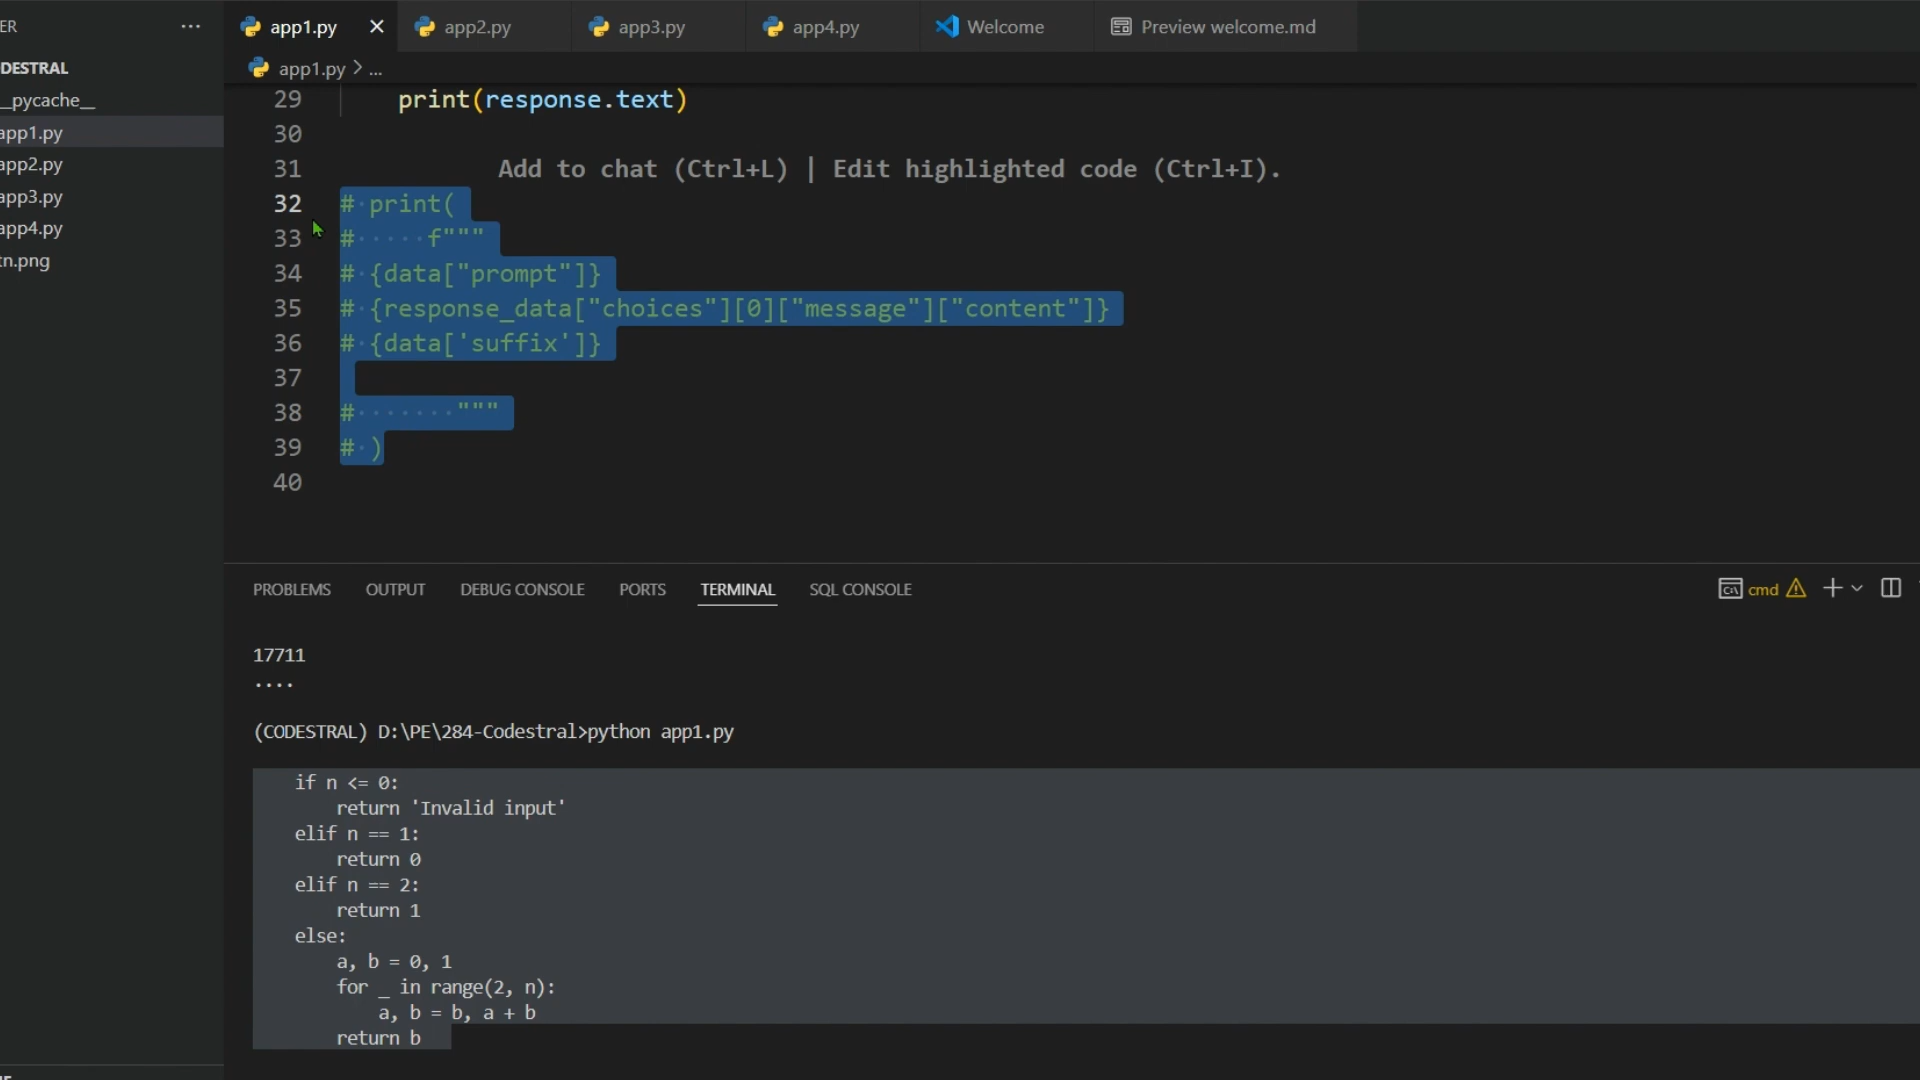 ER ···
app1.py
app2.py
app3.py
app4.py
Welcome
Preview welcome.md
DESTRAL
__pycache__
app1.py
app2.py
app3.py
app4.py
tn.png
app1.py > ...
29 print(response.text)
30
31 Add to chat (Ctrl+L) | Edit highlighted code (Ctrl+I).
32 # print(
33 # f"""
34 # {data["prompt"]}
35 # {response_data["choices"][0]["message"]["content"]}
36 # {data['suffix']}
37
38 # """
39 # )
40
PROBLEMS OUTPUT DEBUG CONSOLE PORTS TERMINAL SQL CONSOLE
cmd
17711
....
(CODESTRAL) D:\PE\284-Codestral>python app1.py
if n <= 0:
return 'Invalid input'
elif n == 1:
return 0
elif n == 2:
return 1
else:
a, b = 0, 1
for _ in range(2, n):
a, b = b, a + b
return b